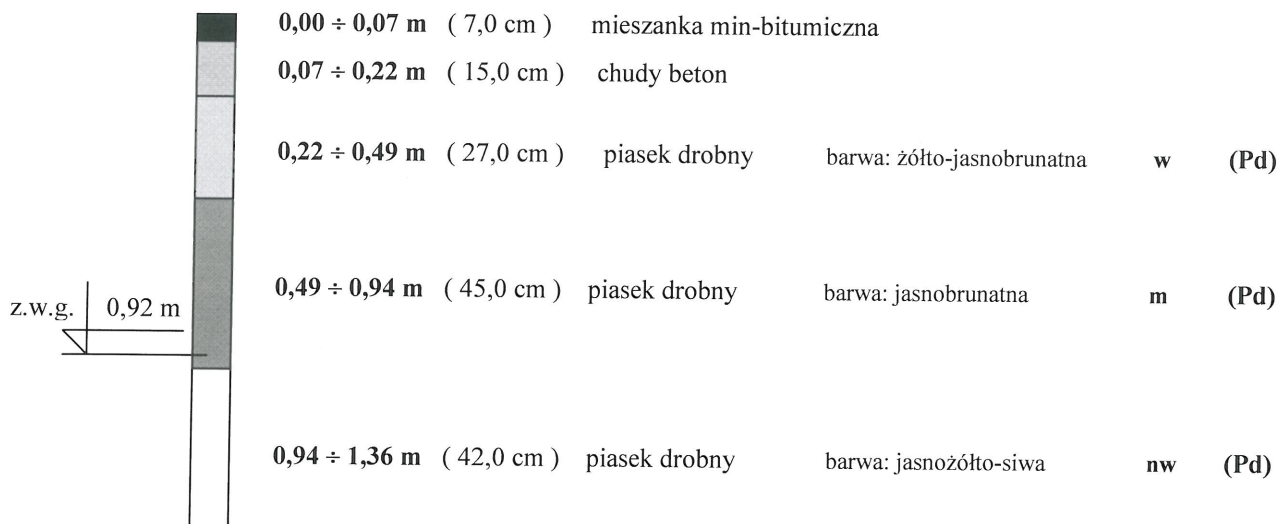 0,00 ÷ 0,07 m ( 7,0 cm ) mieszanka min-bitumiczna
0,07 ÷ 0,22 m ( 15,0 cm ) chudy beton
0,22 ÷ 0,49 m ( 27,0 cm ) piasek drobny barwa: żółto-jasnobrunatna w (Pd)
0,49 ÷ 0,94 m ( 45,0 cm ) piasek drobny barwa: jasnobrunatna m (Pd)
z.w.g. 0,92 m
0,94 ÷ 1,36 m ( 42,0 cm ) piasek drobny barwa: jasnożółto-siwa nw (Pd)